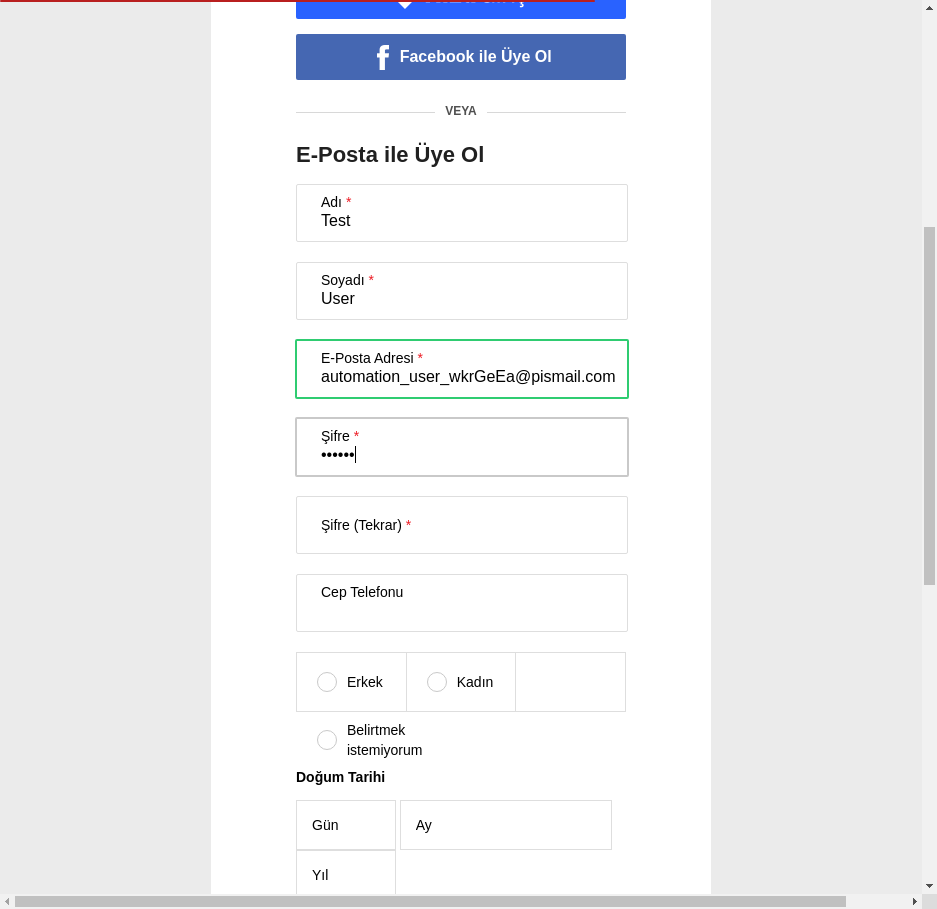 Facebook ile Üye Ol
VEYA
E-Posta ile Üye Ol
Adı *
Test
Soyadı *
User
E-Posta Adresi *
automation_user_wkrGeEa@pismail.com
Şifre *
••••••
Şifre (Tekrar) *
Cep Telefonu
Erkek
Kadın
Belirtmek
istemiyorum
Doğum Tarihi
Gün
Ay
Yıl